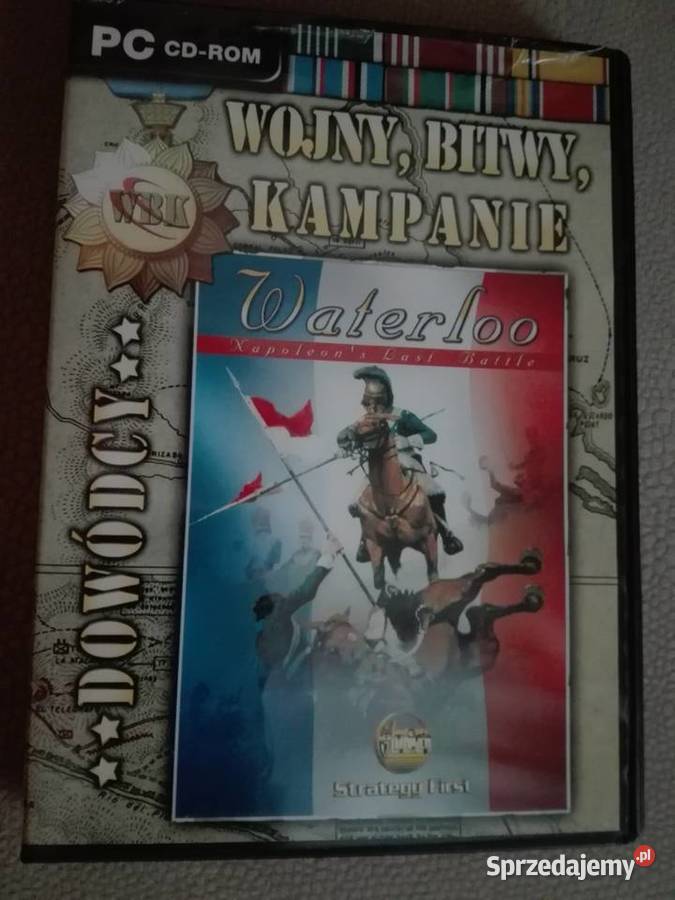 PC CD-ROM
WOJNY, BITWY,
KAMPANIE
WBK
DOWÓDCY
Waterloo
Napoleon's Last Battle
Strategy First
Sprzedajemy.pl